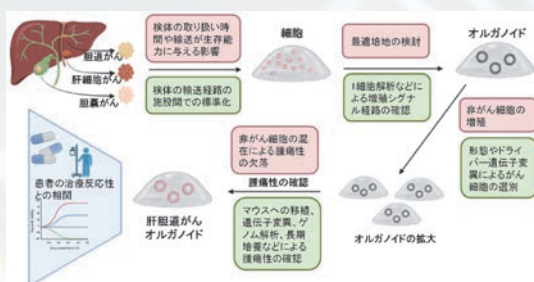 胆道がん
肝細胞がん
胆嚢がん
検体の取り扱い時
間や輸送が生存能
力に与える影響
検体の輸送経路の
施設間での標準化
細胞
最適培地の検討
1細胞解析などに
よる増殖シグナル
経路の確認
オルガノイド
非がん細胞の
増殖
形態やドライ
バー遺伝子変
異によるがん
細胞の選別
オルガノイドの拡大
非がん細胞の混
在による腫瘍性
の欠落
腫瘍性の確認
マウスへの移植、
遺伝子変異、ゲ
ノム解析、長期
培養などによる
腫瘍性の確認
肝胆道がん
オルガノイド
患者の治療反応性
との相関